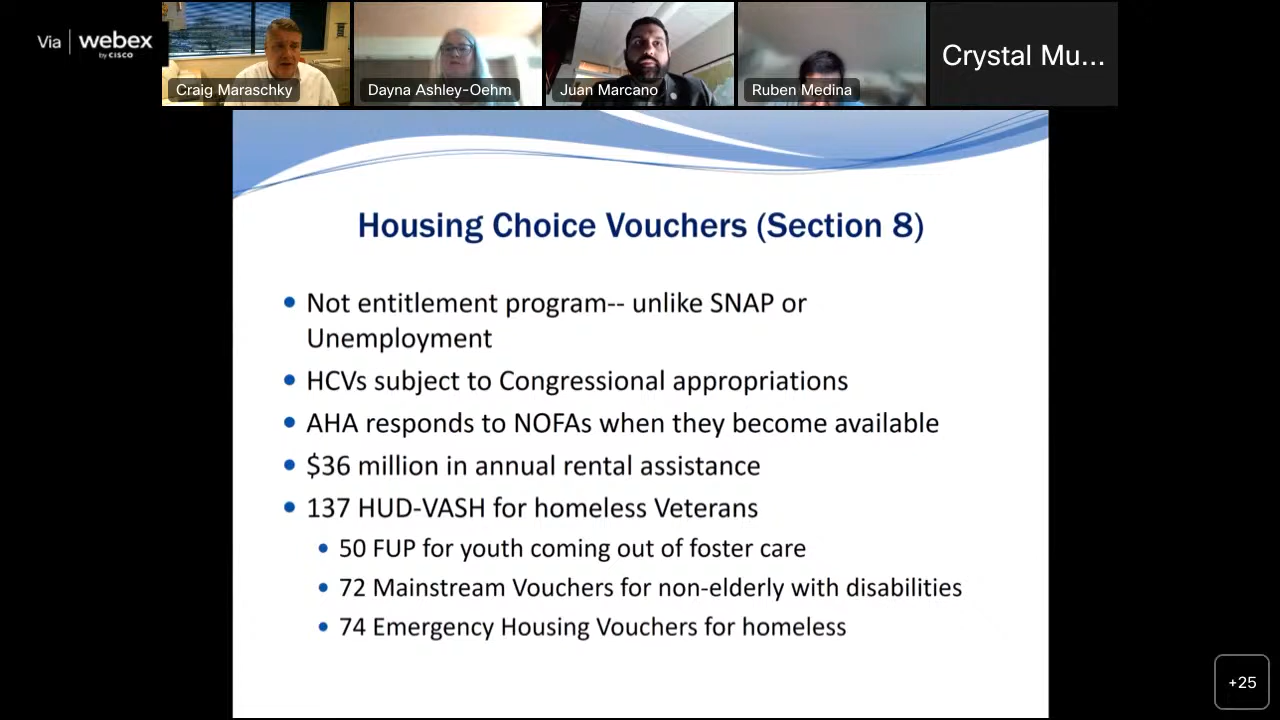 Via | webex
by CISCO
Craig Maraschky
Dayna Ashley-Oehm
Juan Marcano
Ruben Medina
Crystal Mu...
Housing Choice Vouchers (Section 8)
• Not entitlement program-- unlike SNAP or
Unemployment
• HCVs subject to Congressional appropriations
• AHA responds to NOFAs when they become available
• $36 million in annual rental assistance
• 137 HUD-VASH for homeless Veterans
• 50 FUP for youth coming out of foster care
• 72 Mainstream Vouchers for non-elderly with disabilities
• 74 Emergency Housing Vouchers for homeless
+25